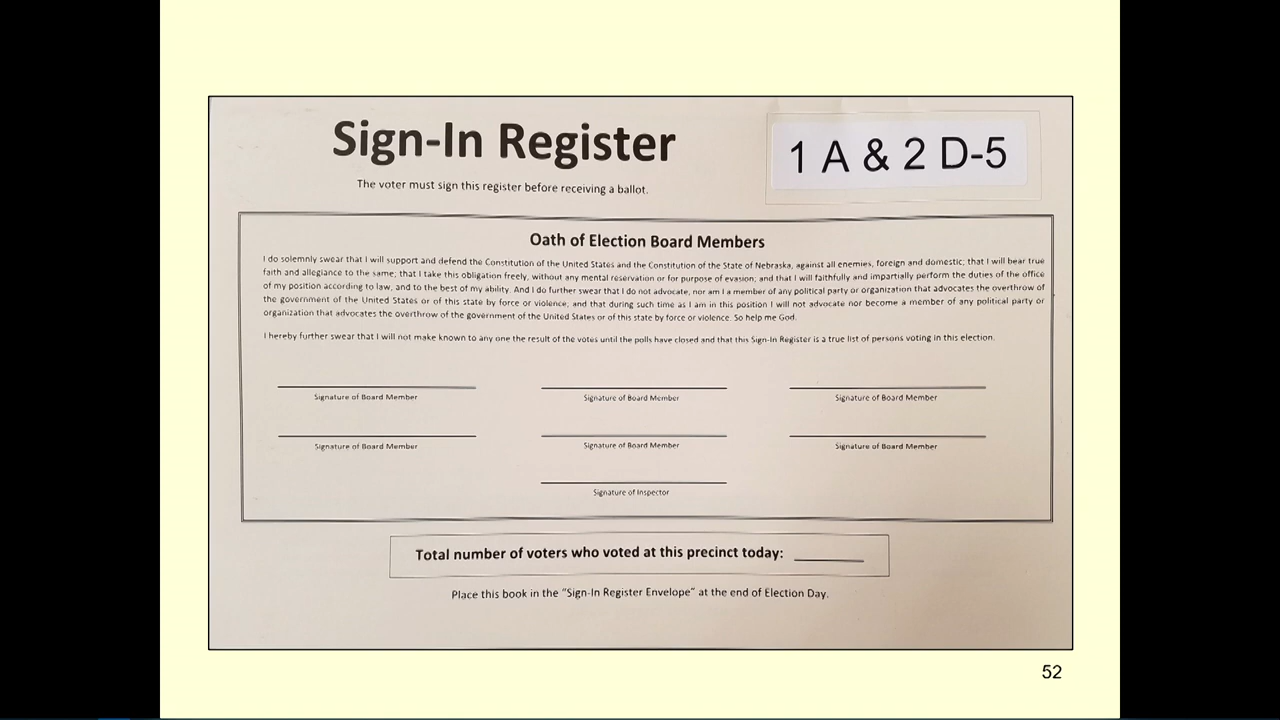 Sign-In Register
1 A & 2 D-5
The voter must sign this register before receiving a ballot.
Oath of Election Board Members
I do solemnly swear that I will support and defend the Constitution of the United States and the Constitution of the State of Nebraska, against all enemies, foreign and domestic; that I will bear true
faith and allegiance to the same; that I take this obligation freely, without any mental reservation or for purpose of evasion; and that I will faithfully and impartially perform the duties of the office
of my position according to law, and to the best of my ability. And I do further swear that I do not advocate, nor am I a member of any political party or organization that advocates the overthrow of
the government of the United States or of this state by force or violence; and that during such time as I am in this position I will not advocate nor become a member of any political party or
organization that advocates the overthrow of the government of the United States or of this state by force or violence. So help me God.
I hereby further swear that I will not make known to any one the result of the votes until the polls have closed and that this Sign-In Register is a true list of persons voting in this election.
Signature of Board Member Signature of Board Member Signature of Board Member
Signature of Board Member Signature of Board Member Signature of Board Member
Signature of Inspector
Total number of voters who voted at this precinct today:
Place this book in the "Sign-In Register Envelope" at the end of Election Day.
52